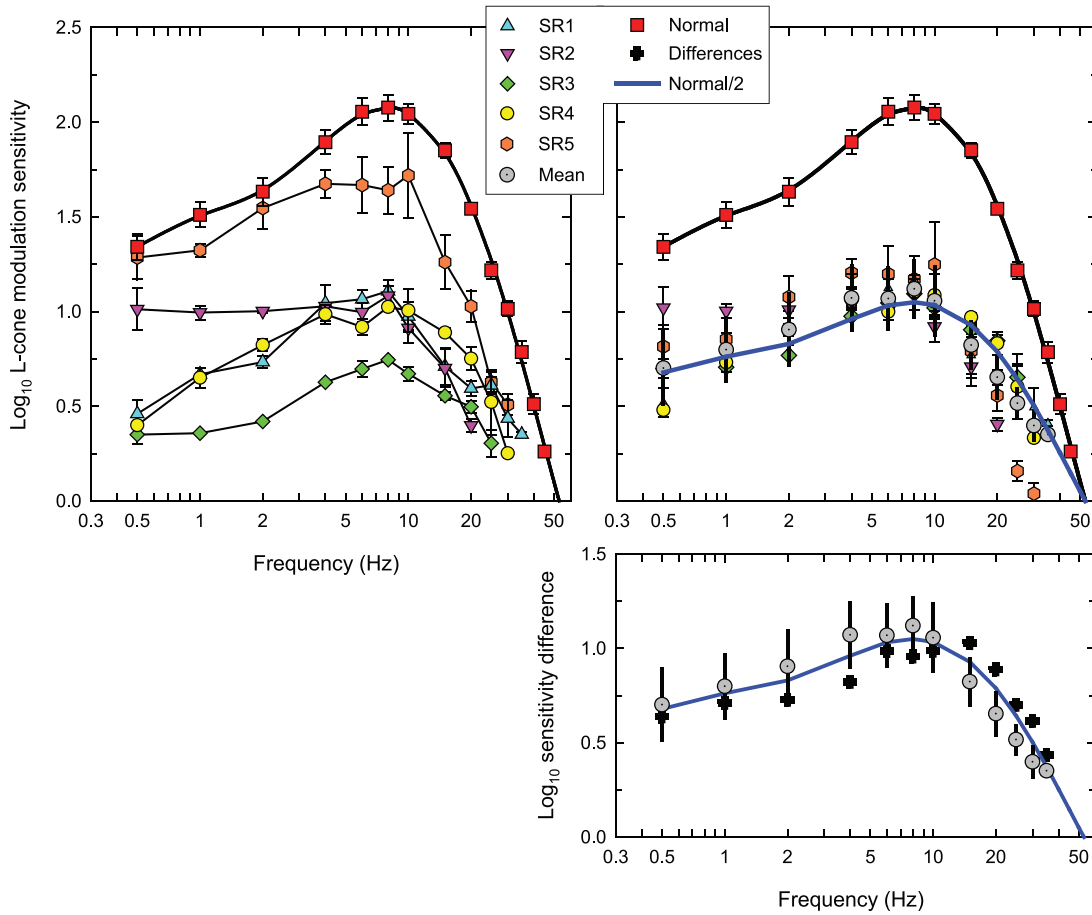 SR1
SR2
SR3
SR4
SR5
Mean
Normal
Differences
Normal/2
Log10 L-cone modulation sensitivity
2.5
2.0
1.5
1.0
0.5
0.0
0.3 0.5 1 2 5 10 20 50
Frequency (Hz)
0.3 0.5 1 2 5 10 20 50
Log10 sensitivity difference
1.5
1.0
0.5
0.0
0.3 0.5 1 2 5 10 20 50
Frequency (Hz)